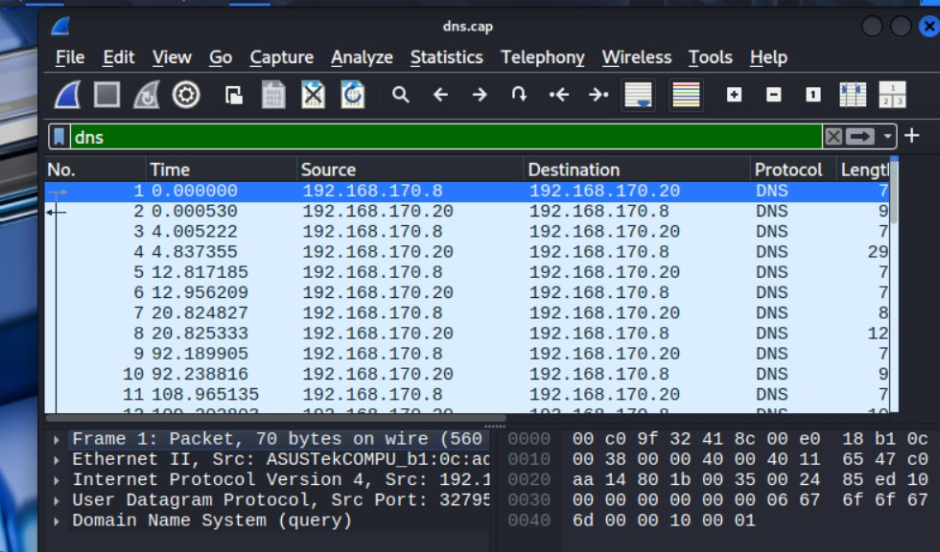 dns.cap
File Edit View Go Capture Analyze Statistics Telephony Wireless Tools Help
dns
No. Time Source Destination Protocol Lengtl
1 0.000000 192.168.170.8 192.168.170.20 DNS 7
2 0.000530 192.168.170.20 192.168.170.8 DNS 9
3 4.005222 192.168.170.8 192.168.170.20 DNS 7
4 4.837355 192.168.170.20 192.168.170.8 DNS 29
5 12.817185 192.168.170.8 192.168.170.20 DNS 7
6 12.956209 192.168.170.20 192.168.170.8 DNS 7
7 20.824827 192.168.170.8 192.168.170.20 DNS 8
8 20.825333 192.168.170.20 192.168.170.8 DNS 12
9 92.189905 192.168.170.8 192.168.170.20 DNS 7
10 92.238816 192.168.170.20 192.168.170.8 DNS 9
11 108.965135 192.168.170.8 192.168.170.20 DNS 7
Frame 1: Packet, 70 bytes on wire (560 0000 00 c0 9f 32 41 8c 00 e0 18 b1 0c
Ethernet II, Src: ASUSTekCOMPU_b1:0c:ad 0010 00 38 00 00 40 00 40 11 65 47 c0
Internet Protocol Version 4, Src: 192.1 0020 aa 14 80 1b 00 35 00 24 85 ed 10
User Datagram Protocol, Src Port: 32795 0030 00 00 00 00 00 00 06 67 6f 6f 67
Domain Name System (query) 0040 6d 00 00 10 00 01